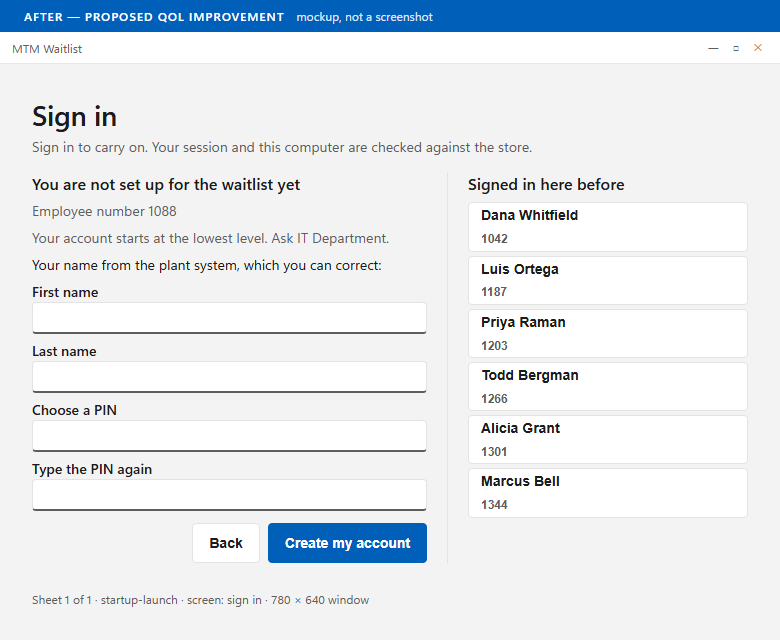 AFTER — PROPOSED QOL IMPROVEMENT mockup, not a screenshot
MTM Waitlist
Sign in
Sign in to carry on. Your session and this computer are checked against the store.
You are not set up for the waitlist yet
Employee number 1088
Your account starts at the lowest level. Ask IT Department.
Your name from the plant system, which you can correct:
First name
Last name
Choose a PIN
Type the PIN again
Back
Create my account
Signed in here before
Dana Whitfield
1042
Luis Ortega
1187
Priya Raman
1203
Todd Bergman
1266
Alicia Grant
1301
Marcus Bell
1344
Sheet 1 of 1 · startup-launch · screen: sign in · 780 × 640 window